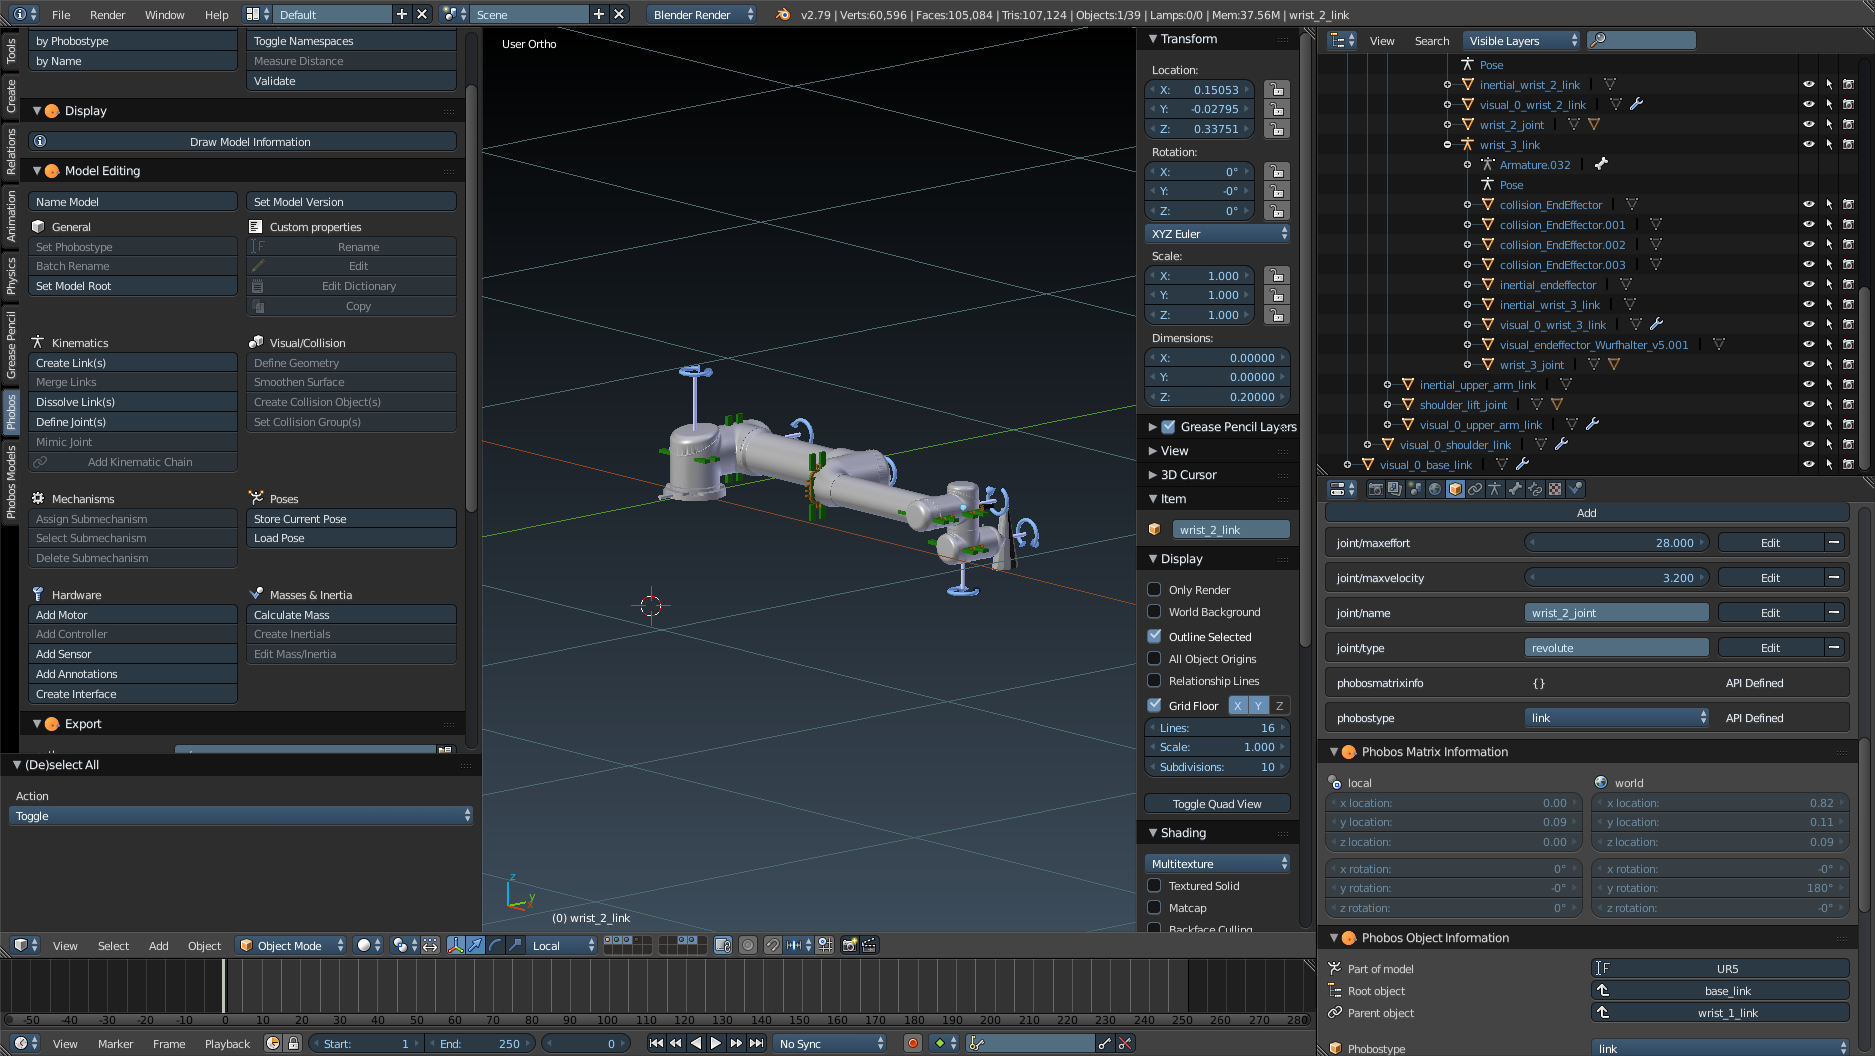 File Render Window Help Default Scene Blender Render v2.79 | Verts:60,596 | Faces:105,084 | Tris:107,124 | Objects:1/39 | Lamps:0/0 | Mem:37.56M | wrist_2_link
Tools
Create
Relations
Animation
Physics
Grease Pencil
Phobos
Phobos Models
by Phobostype Toggle Namespaces
by Name Measure Distance
Validate
Display
Draw Model Information
Model Editing
Name Model Set Model Version
General Custom properties
Set Phobostype Rename
Batch Rename Edit
Set Model Root Edit Dictionary
Copy
Kinematics Visual/Collision
Create Link(s) Define Geometry
Merge Links Smoothen Surface
Dissolve Link(s) Create Collision Object(s)
Define Joint(s) Set Collision Group(s)
Mimic Joint
Add Kinematic Chain
Mechanisms Poses
Assign Submechanism Store Current Pose
Select Submechanism Load Pose
Delete Submechanism
Hardware Masses & Inertia
Add Motor Calculate Mass
Add Controller Create Inertials
Add Sensor Edit Mass/Inertia
Add Annotations
Create Interface
Export
(De)select All
Action
Toggle
User Ortho
z
y
(0) wrist_2_link
Transform
Location:
X: 0.15053
Y: -0.02795
Z: 0.33751
Rotation:
X: 0°
Y: -0°
Z: 0°
XYZ Euler
Scale:
X: 1.000
Y: 1.000
Z: 1.000
Dimensions:
X: 0.00000
Y: 0.00000
Z: 0.20000
Grease Pencil Layers
View
3D Cursor
Item
wrist_2_link
Display
Only Render
World Background
Outline Selected
All Object Origins
Relationship Lines
Grid Floor X Y Z
Lines: 16
Scale: 1.000
Subdivisions: 10
Toggle Quad View
Shading
Multitexture
Textured Solid
Matcap
Backface Culling
View Search Visible Layers
Pose
inertial_wrist_2_link
visual_0_wrist_2_link
wrist_2_joint
wrist_3_link
Armature.032
Pose
collision_EndEffector
collision_EndEffector.001
collision_EndEffector.002
collision_EndEffector.003
inertial_endeffector
inertial_wrist_3_link
visual_0_wrist_3_link
visual_endeffector_Wurfhalter_v5.001
wrist_3_joint
inertial_upper_arm_link
shoulder_lift_joint
visual_0_upper_arm_link
visual_0_shoulder_link
visual_0_base_link
Add
joint/maxeffort 28.000 Edit
joint/maxvelocity 3.200 Edit
joint/name wrist_2_joint Edit
joint/type revolute Edit
phobosmatrixinfo {} API Defined
phobostype link API Defined
Phobos Matrix Information
local world
x location: 0.00 x location: 0.82
y location: 0.09 y location: 0.11
z location: 0.00 z location: 0.09
x rotation: 0° x rotation: -0°
y rotation: -0° y rotation: 180°
z rotation: 0° z rotation: -0°
Phobos Object Information
Part of model UR5
Root object base_link
Parent object wrist_1_link
Phobostype link
View Select Add Object Object Mode Local
-50 -40 -30 -20 -10 0 10 20 30 40 50 60 70 80 90 100 110 120 130 140 150 160 170 180 190 200 210 220 230 240 250 260 270 280
View Marker Frame Playback Start: 1 End: 250 0 No Sync